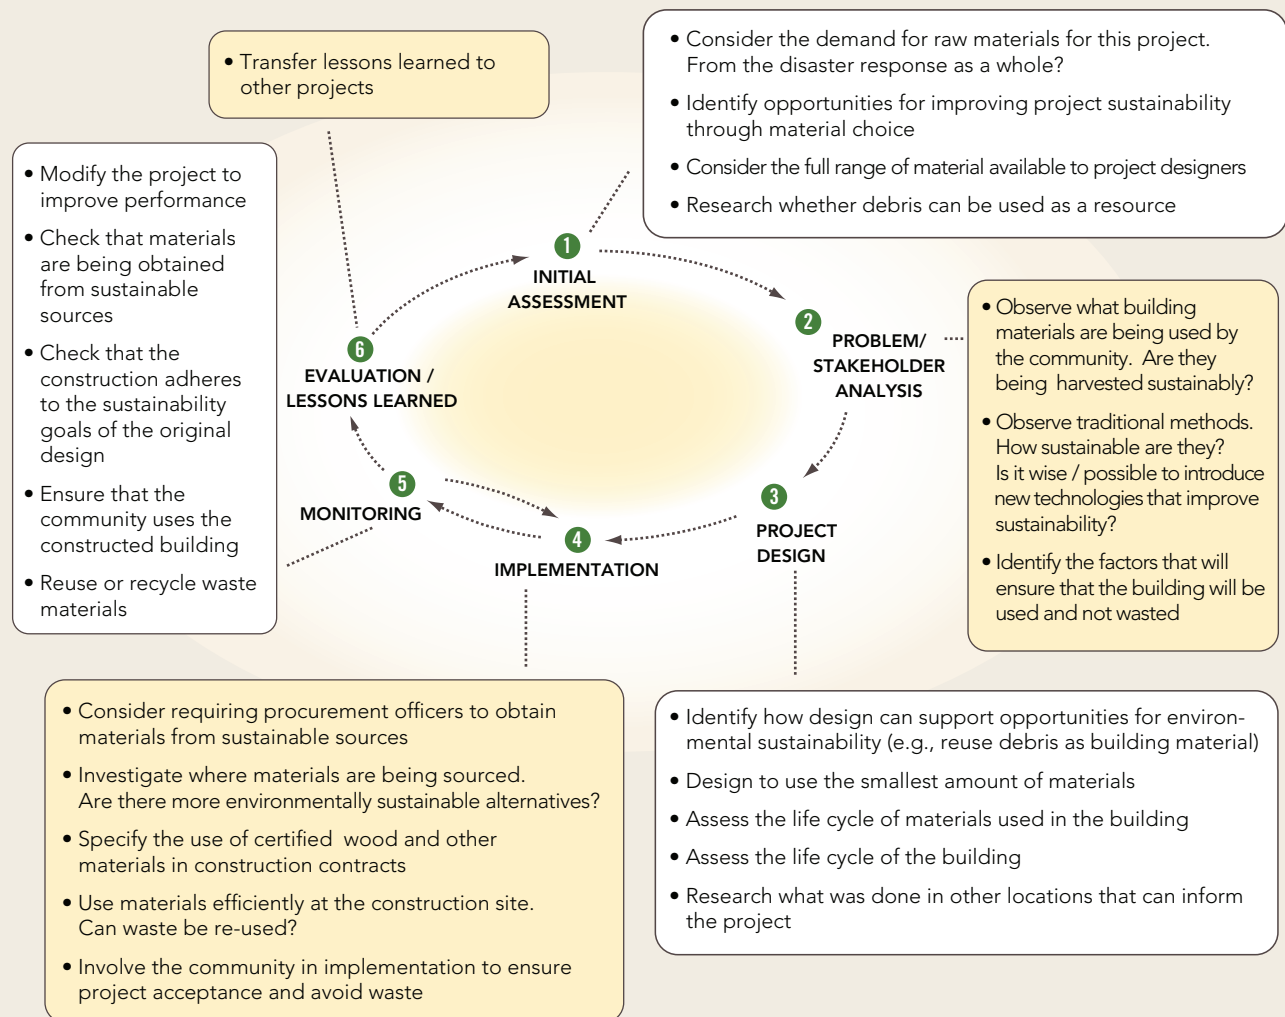 • Transfer lessons learned to
other projects
• Consider the demand for raw materials for this project.
From the disaster response as a whole?
• Identify opportunities for improving project sustainability
through material choice
• Consider the full range of material available to project designers
• Research whether debris can be used as a resource
• Modify the project to
improve performance
• Check that materials
are being obtained
from sustainable
sources
• Check that the
construction adheres
to the sustainability
goals of the original
design
• Ensure that the
community uses the
constructed building
• Reuse or recycle waste
materials
1
INITIAL
ASSESSMENT
2
PROBLEM/
STAKEHOLDER
ANALYSIS
3
PROJECT
DESIGN
4
IMPLEMENTATION
5
MONITORING
6
EVALUATION /
LESSONS LEARNED
• Observe what building
materials are being used by
the community. Are they
being harvested sustainably?
• Observe traditional methods.
How sustainable are they?
Is it wise / possible to introduce
new technologies that improve
sustainability?
• Identify the factors that will
ensure that the building will be
used and not wasted
• Consider requiring procurement officers to obtain
materials from sustainable sources
• Investigate where materials are being sourced.
Are there more environmentally sustainable alternatives?
• Specify the use of certified wood and other
materials in construction contracts
• Use materials efficiently at the construction site.
Can waste be re-used?
• Involve the community in implementation to ensure
project acceptance and avoid waste
• Identify how design can support opportunities for environ-
mental sustainability (e.g., reuse debris as building material)
• Design to use the smallest amount of materials
• Assess the life cycle of materials used in the building
• Assess the life cycle of the building
• Research what was done in other locations that can inform
the project